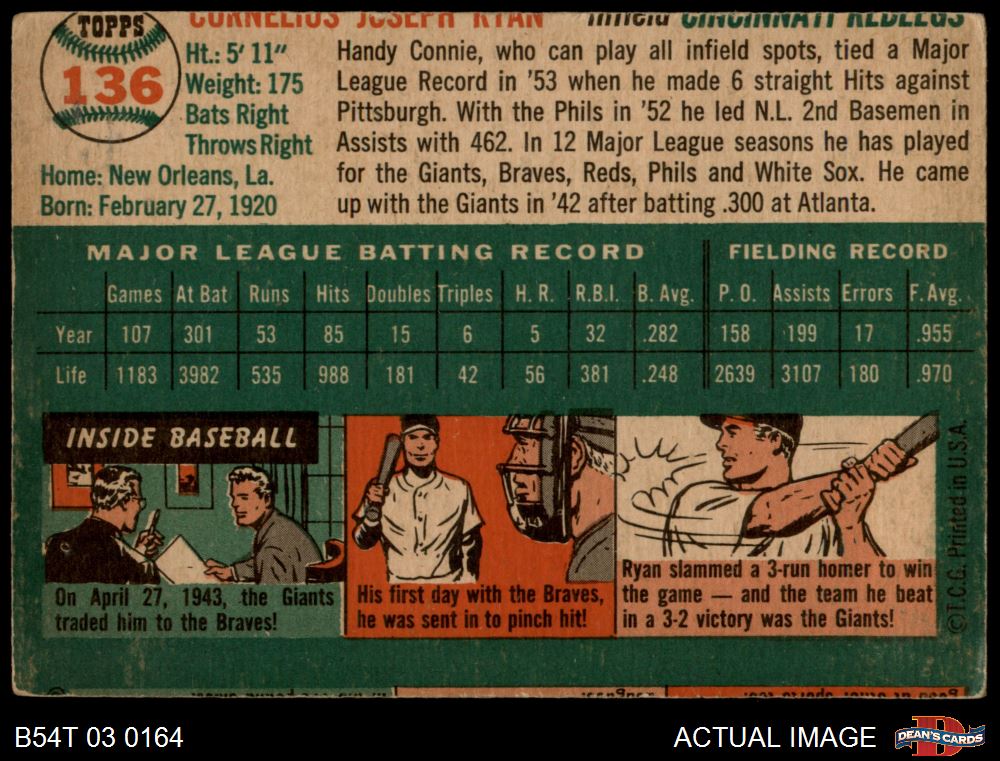 TOPPS
136
CORNELIUS JOSEPH RYAN infield CINCINNATI REDLEGS
Ht.: 5' 11"
Weight: 175
Bats Right
Throws Right
Home: New Orleans, La.
Born: February 27, 1920
Handy Connie, who can play all infield spots, tied a Major
League Record in '53 when he made 6 straight Hits against
Pittsburgh. With the Phils in '52 he led N.L. 2nd Basemen in
Assists with 462. In 12 Major League seasons he has played
for the Giants, Braves, Reds, Phils and White Sox. He came
up with the Giants in '42 after batting .300 at Atlanta.
MAJOR LEAGUE BATTING RECORD FIELDING RECORD
Games At Bat Runs Hits Doubles Triples H. R. R.B.I. B. Avg. P. O. Assists Errors F. Avg.
Year 107 301 53 85 15 6 5 32 .282 158 199 17 .955
Life 1183 3982 535 988 181 42 56 381 .248 2639 3107 180 .970
INSIDE BASEBALL
On April 27, 1943, the Giants
traded him to the Braves!
His first day with the Braves,
he was sent in to pinch hit!
Ryan slammed a 3-run homer to win
the game — and the team he beat
in a 3-2 victory was the Giants!
©T.C.G. Printed in U.S.A.
B54T 03 0164
ACTUAL IMAGE
DEAN'S CARDS